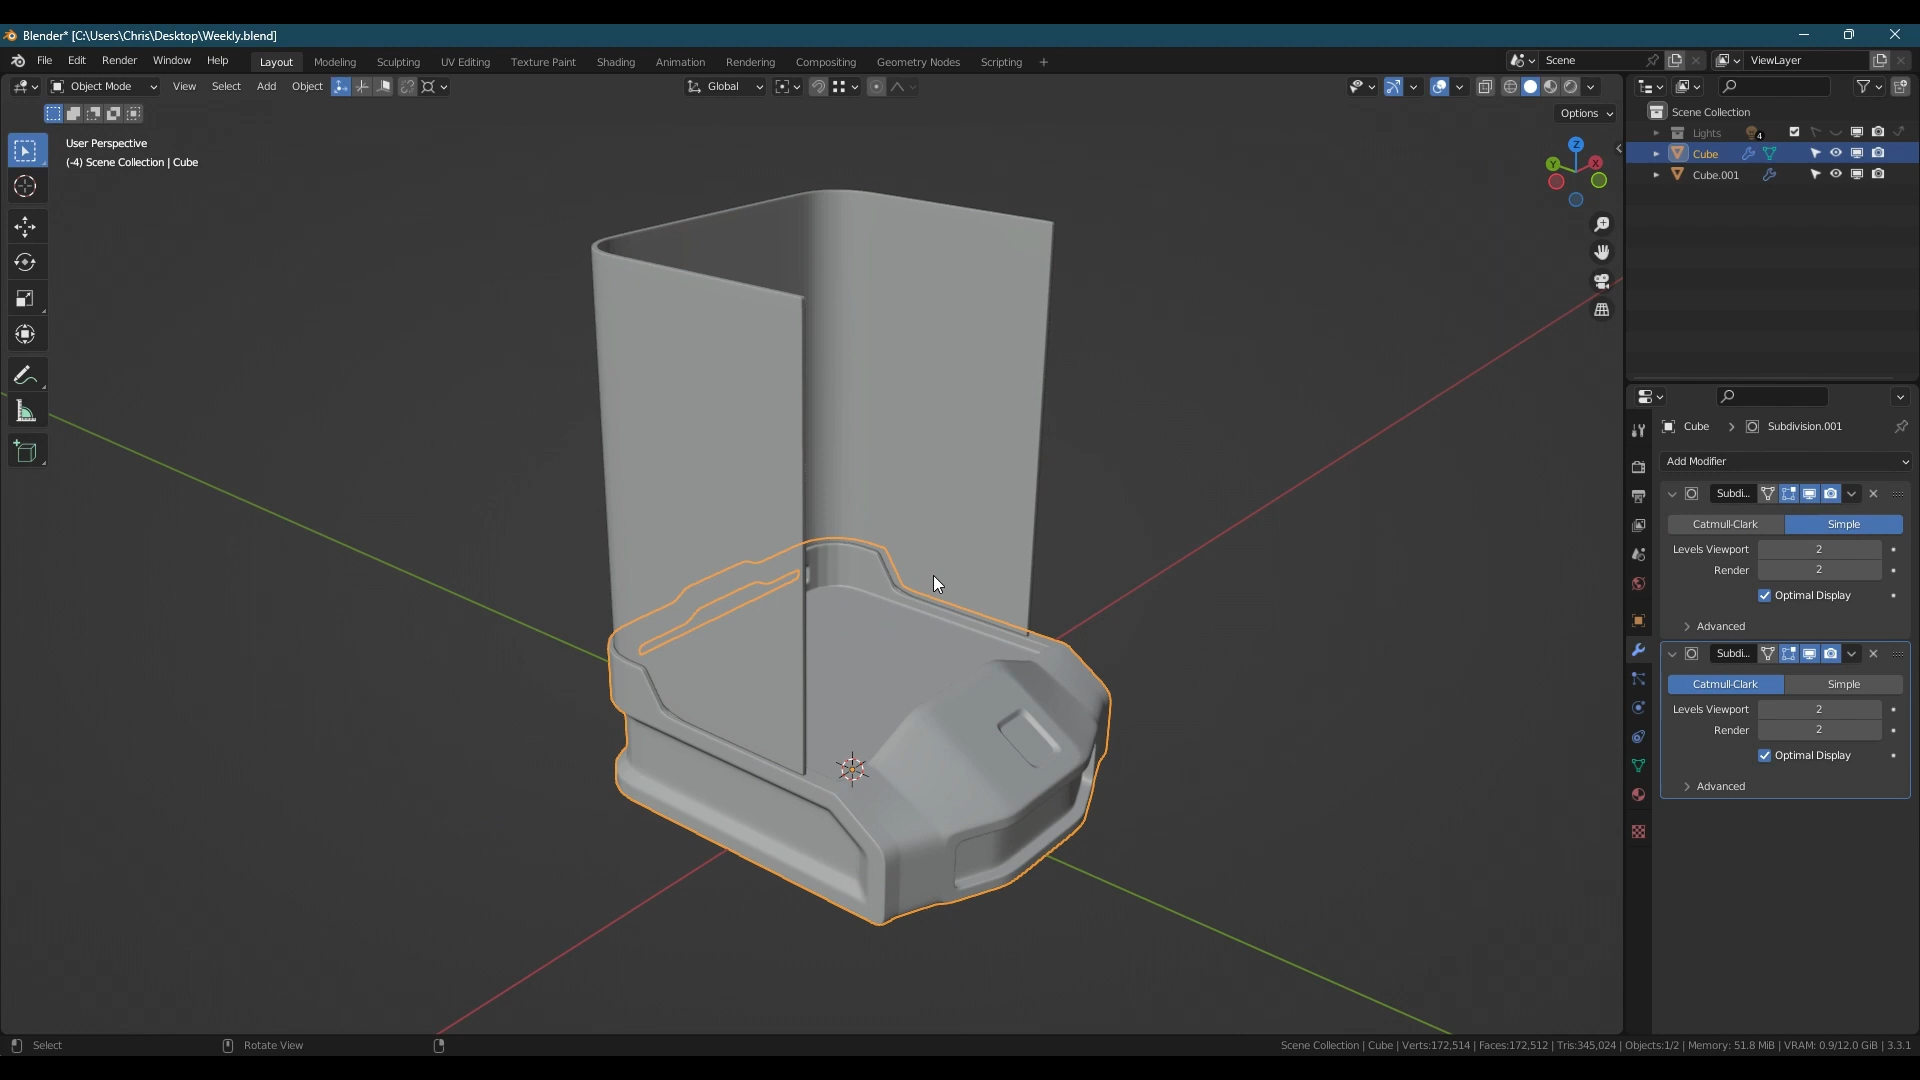 Blender* [C:\Users\Chris\Desktop\Weekly.blend]
File Edit Render Window Help Layout Modeling Sculpting UV Editing Texture Paint Shading Animation Rendering Compositing Geometry Nodes Scripting + Scene ViewLayer
Object Mode View Select Add Object Global
Options
User Perspective
(-4) Scene Collection | Cube
Z
Y X
Scene Collection
Lights 4
Cube
Cube.001
Cube > Subdivision.001
Add Modifier
Subdi...
Catmull-Clark Simple
Levels Viewport 2
Render 2
Optimal Display
Advanced
Subdi...
Catmull-Clark Simple
Levels Viewport 2
Render 2
Optimal Display
Advanced
Select Rotate View Scene Collection | Cube | Verts:172,514 | Faces:172,512 | Tris:345,024 | Objects:1/2 | Memory: 51.8 MiB | VRAM: 0.9/12.0 GiB | 3.3.1